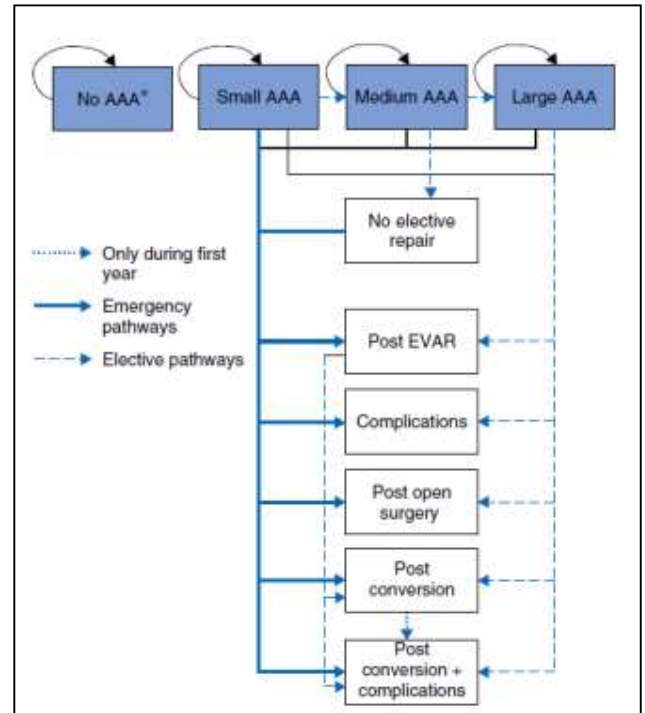 No AAA*
Small AAA
Medium AAA
Large AAA
No elective
repair
Only during first
year
Emergency
pathways
Elective pathways
Post EVAR
Complications
Post open
surgery
Post
conversion
Post
conversion +
complications